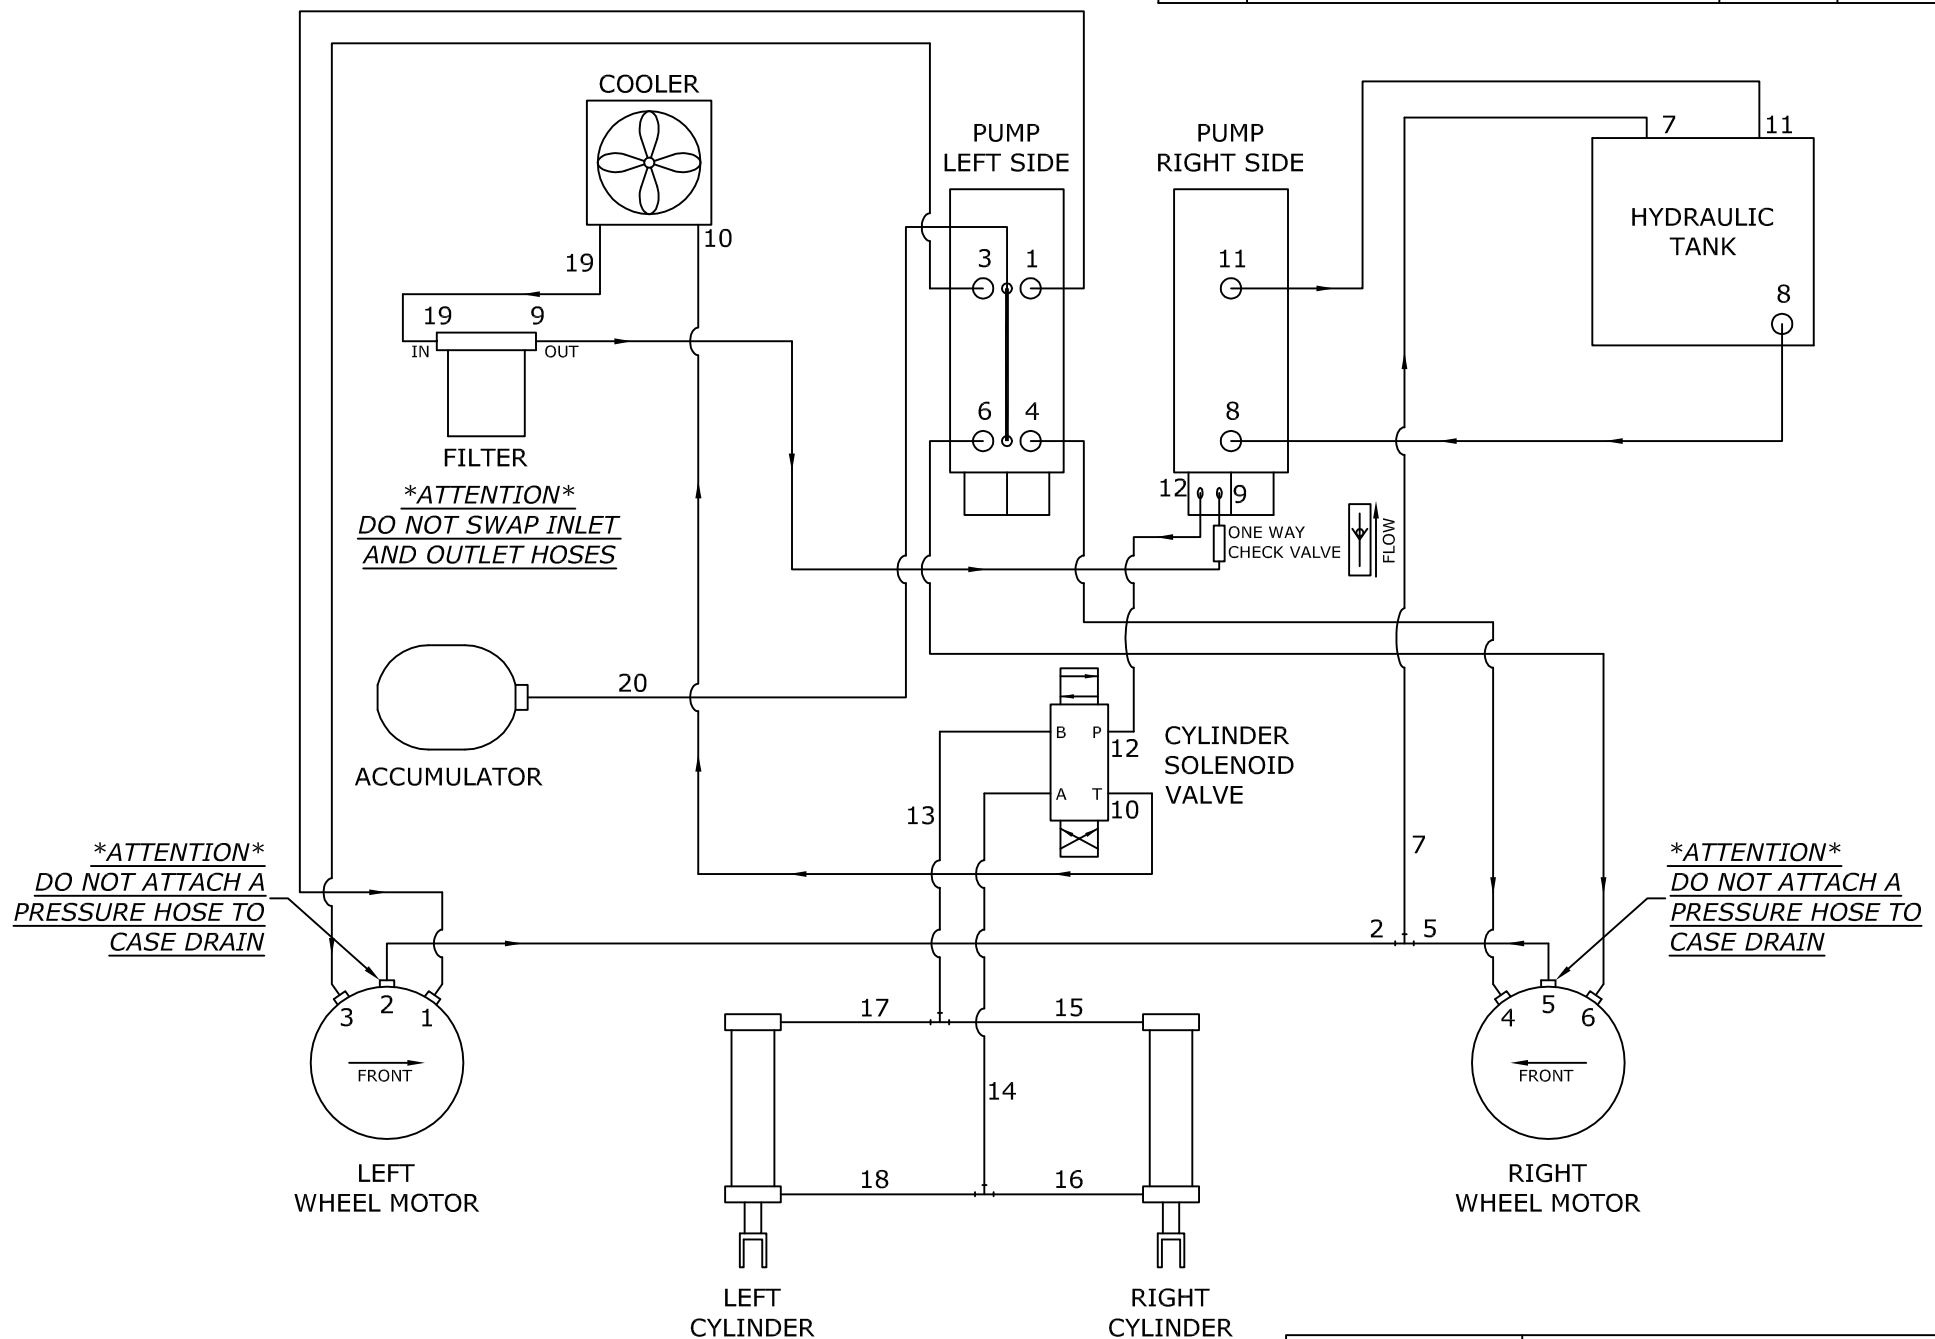 COOLER
10
19
19
9
IN
OUT
FILTER
*ATTENTION*
DO NOT SWAP INLET
AND OUTLET HOSES
PUMP
LEFT SIDE
3
1
6
4
PUMP
RIGHT SIDE
11
8
12
9
ONE WAY
CHECK VALVE
FLOW
7
11
HYDRAULIC
TANK
8
20
ACCUMULATOR
B
P
12
A
T
10
CYLINDER
SOLENOID
VALVE
13
7
*ATTENTION*
DO NOT ATTACH A
PRESSURE HOSE TO
CASE DRAIN
*ATTENTION*
DO NOT ATTACH A
PRESSURE HOSE TO
CASE DRAIN
2
5
3
2
1
FRONT
LEFT
WHEEL MOTOR
17
15
14
18
16
LEFT
CYLINDER
RIGHT
CYLINDER
4
5
6
FRONT
RIGHT
WHEEL MOTOR